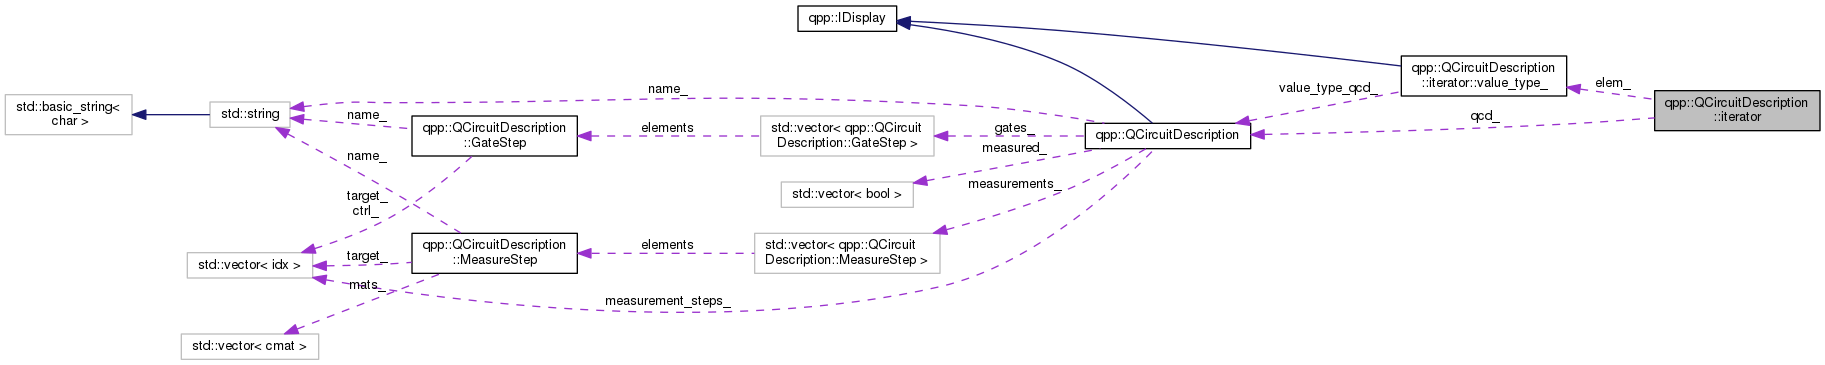 qpp::IDisplay
qpp::QCircuitDescription
::iterator::value_type_
elem_
qpp::QCircuitDescription
::iterator
value_type_qcd_
qcd_
name_
std::basic_string<
char >
std::string
name_
qpp::QCircuitDescription
::GateStep
elements
std::vector< qpp::QCircuit
Description::GateStep >
gates_
qpp::QCircuitDescription
measured_
name_
std::vector< bool >
measurements_
target_
ctrl_
qpp::QCircuitDescription
::MeasureStep
elements
std::vector< qpp::QCircuit
Description::MeasureStep >
std::vector< idx >
target_
mats_
measurement_steps_
std::vector< cmat >